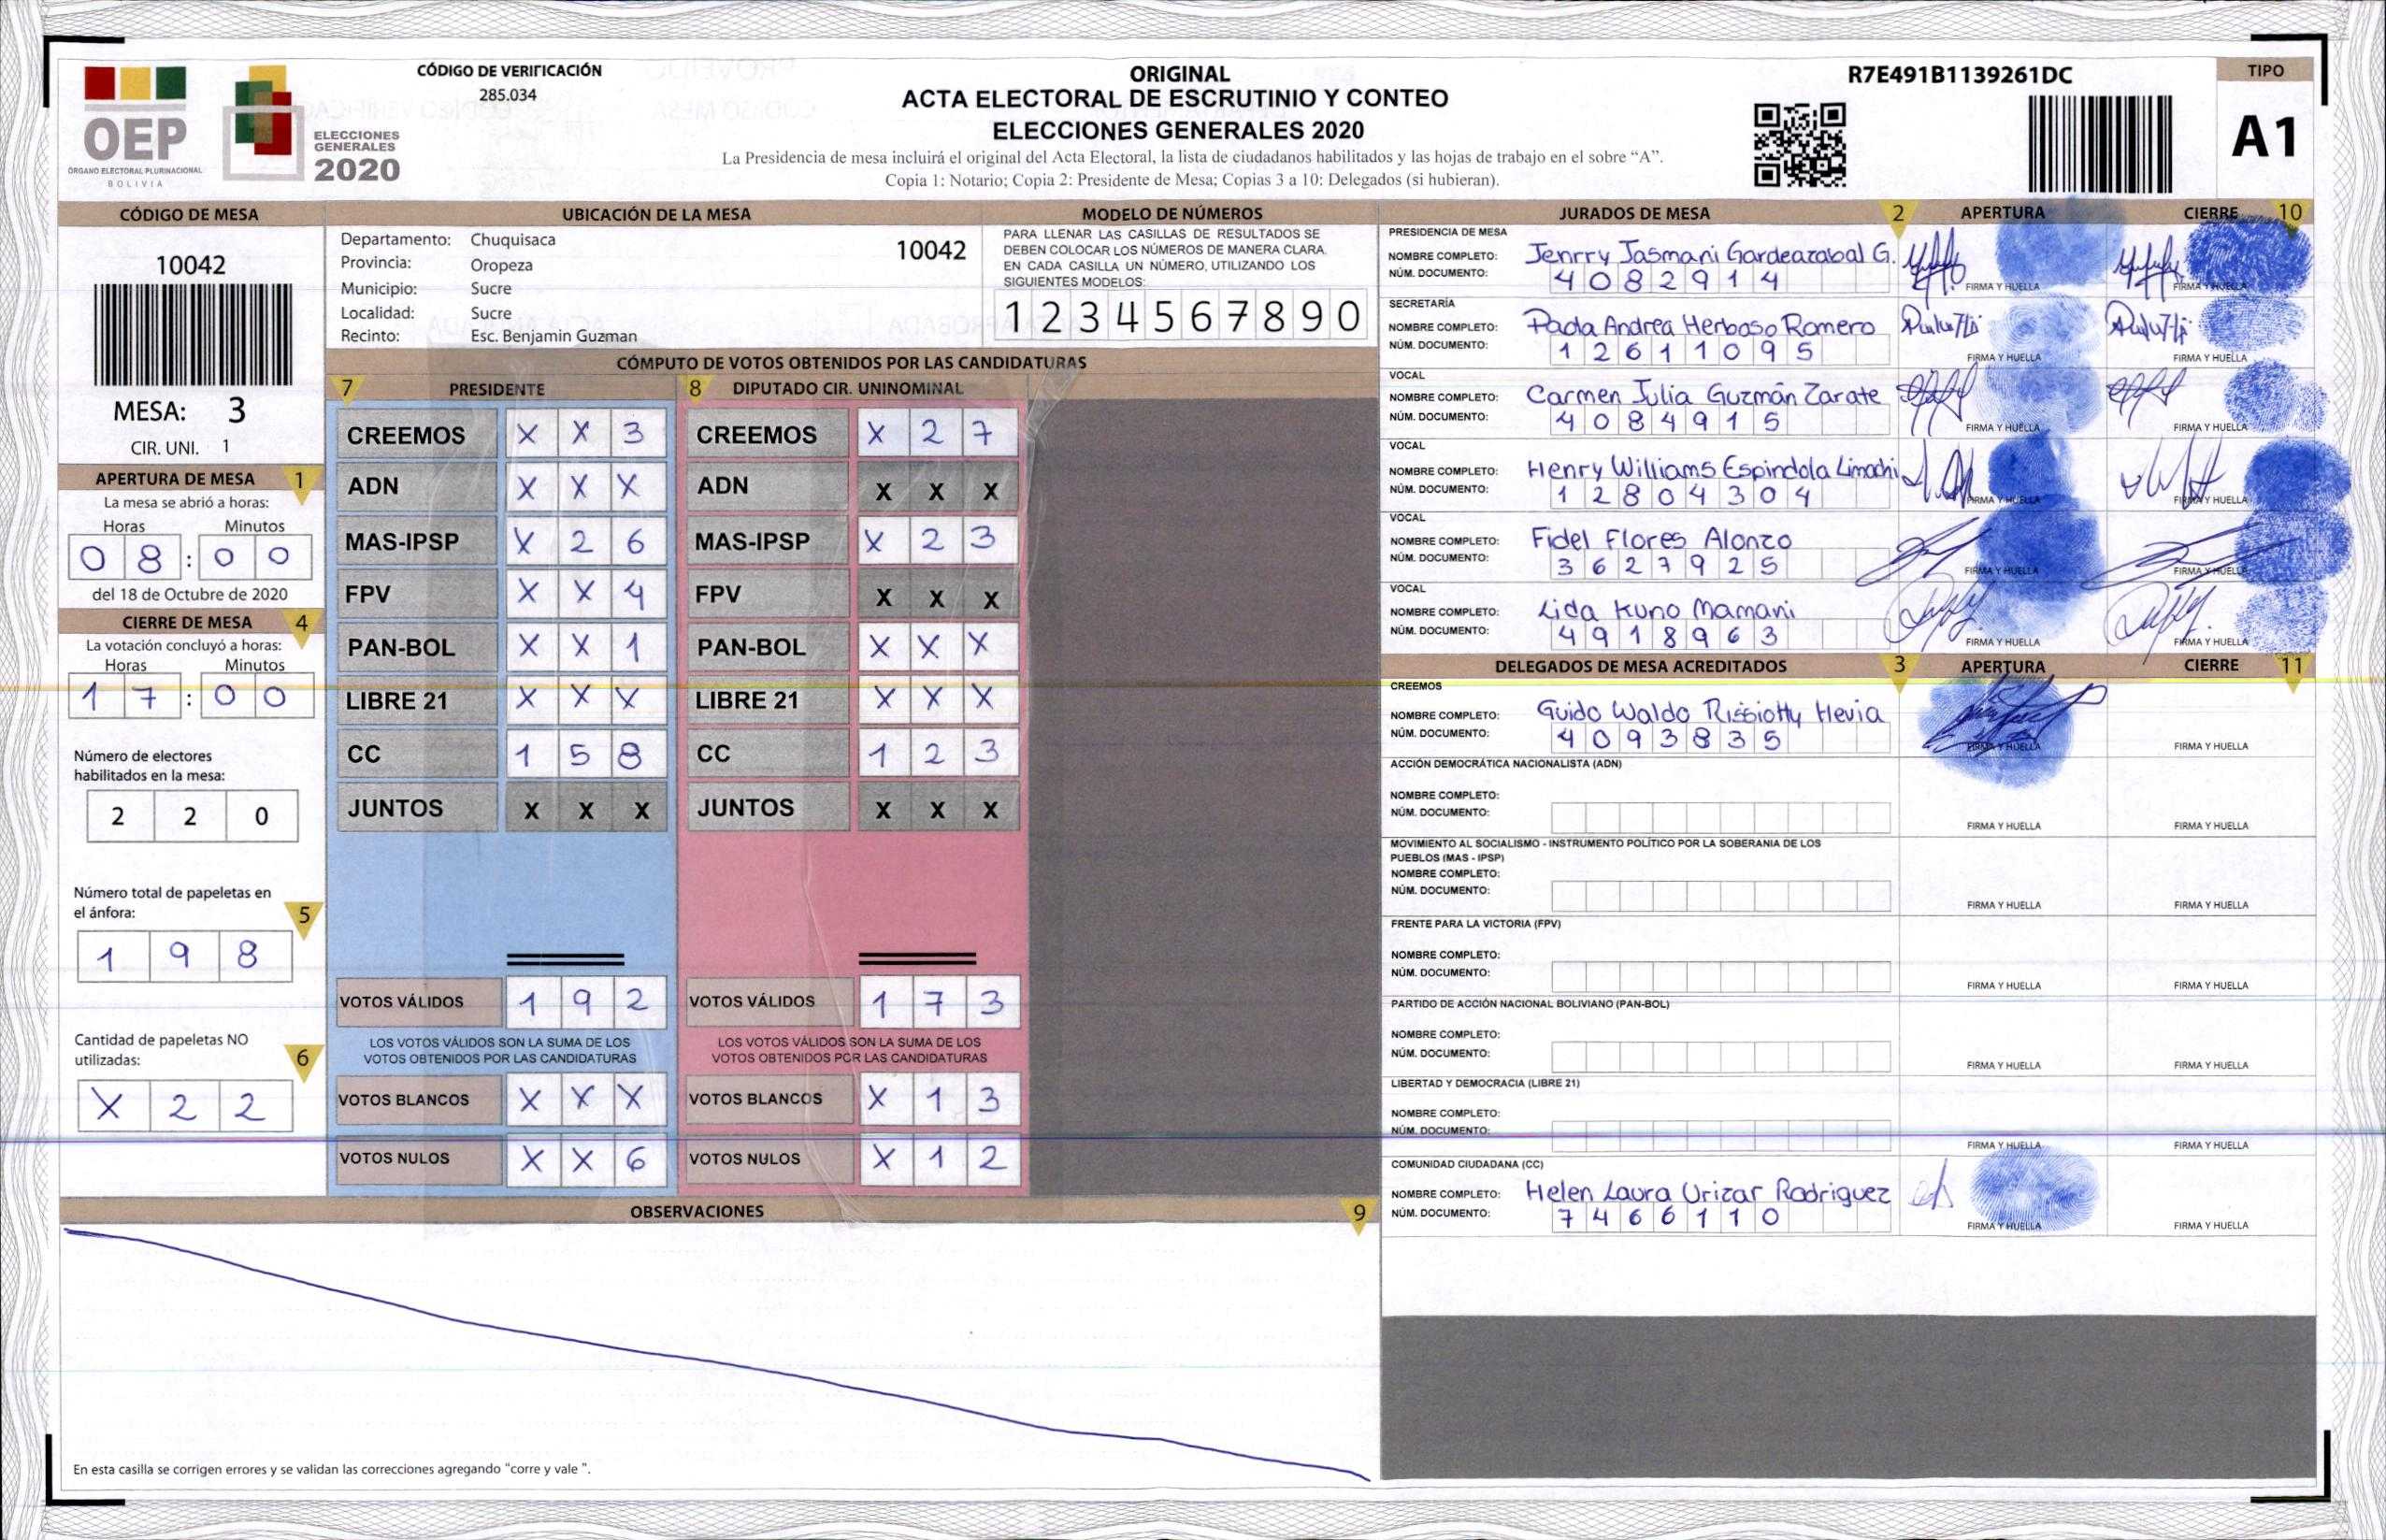 OEP
ÓRGANO ELECTORAL PLURINACIONAL
BOLIVIA
ELECCIONES
GENERALES
2020
CÓDIGO DE VERIFICACIÓN
285.034
ORIGINAL
ACTA ELECTORAL DE ESCRUTINIO Y CONTEO
ELECCIONES GENERALES 2020
La Presidencia de mesa incluirá el original del Acta Electoral, la lista de ciudadanos habilitados y las hojas de trabajo en el sobre “A”.
Copia 1: Notario; Copia 2: Presidente de Mesa; Copias 3 a 10: Delegados (si hubieran).
R7E491B1139261DC
TIPO
A1
CÓDIGO DE MESA
10042
MESA: 3
CIR. UNI. 1
APERTURA DE MESA 1
La mesa se abrió a horas:
Horas Minutos
0 8 : 0 0
del 18 de Octubre de 2020
CIERRE DE MESA 4
La votación concluyó a horas:
Horas Minutos
1 7 : 0 0
Número de electores
habilitados en la mesa:
2 2 0
Número total de papeletas en
el ánfora: 5
1 9 8
Cantidad de papeletas NO
utilizadas: 6
X 2 2
UBICACIÓN DE LA MESA
Departamento: Chuquisaca 10042
Provincia: Oropeza
Municipio: Sucre
Localidad: Sucre
Recinto: Esc. Benjamin Guzman
MODELO DE NÚMEROS
PARA LLENAR LAS CASILLAS DE RESULTADOS SE
DEBEN COLOCAR LOS NÚMEROS DE MANERA CLARA.
EN CADA CASILLA UN NÚMERO, UTILIZANDO LOS
SIGUIENTES MODELOS:
1 2 3 4 5 6 7 8 9 0
CÓMPUTO DE VOTOS OBTENIDOS POR LAS CANDIDATURAS
7 PRESIDENTE
CREEMOS X X 3
ADN X X X
MAS-IPSP X 2 6
FPV X X 4
PAN-BOL X X 1
LIBRE 21 X X X
CC 1 5 8
JUNTOS X X X
VOTOS VÁLIDOS 1 9 2
LOS VOTOS VÁLIDOS SON LA SUMA DE LOS
VOTOS OBTENIDOS POR LAS CANDIDATURAS
VOTOS BLANCOS X X X
VOTOS NULOS X X 6
8 DIPUTADO CIR. UNINOMINAL
CREEMOS X 2 7
ADN X X X
MAS-IPSP X 2 3
FPV X X X
PAN-BOL X X X
LIBRE 21 X X X
CC 1 2 3
JUNTOS X X X
VOTOS VÁLIDOS 1 7 3
LOS VOTOS VÁLIDOS SON LA SUMA DE LOS
VOTOS OBTENIDOS POR LAS CANDIDATURAS
VOTOS BLANCOS X 1 3
VOTOS NULOS X 1 2
OBSERVACIONES 9
En esta casilla se corrigen errores y se validan las correcciones agregando "corre y vale ".
JURADOS DE MESA 2 APERTURA CIERRE 10
PRESIDENCIA DE MESA
NOMBRE COMPLETO: Jenrry Jasmani Gardeazabal G.
NÚM. DOCUMENTO: 4 0 8 2 9 1 4
FIRMA Y HUELLA FIRMA Y HUELLA
SECRETARÍA
NOMBRE COMPLETO: Paola Andrea Herboso Romero
NÚM. DOCUMENTO: 1 2 6 1 1 0 9 5
FIRMA Y HUELLA FIRMA Y HUELLA
VOCAL
NOMBRE COMPLETO: Carmen Julia Guzmán Zarate
NÚM. DOCUMENTO: 4 0 8 4 9 1 5
FIRMA Y HUELLA FIRMA Y HUELLA
VOCAL
NOMBRE COMPLETO: Henry Williams Espindola Limachi
NÚM. DOCUMENTO: 1 2 8 0 4 3 0 4
FIRMA Y HUELLA FIRMA Y HUELLA
VOCAL
NOMBRE COMPLETO: Fidel Flores Alonzo
NÚM. DOCUMENTO: 3 6 2 7 9 2 5
FIRMA Y HUELLA FIRMA Y HUELLA
VOCAL
NOMBRE COMPLETO: Lida Kuno Mamani
NÚM. DOCUMENTO: 4 9 1 8 9 6 3
FIRMA Y HUELLA FIRMA Y HUELLA
DELEGADOS DE MESA ACREDITADOS 3 APERTURA CIERRE 11
CREEMOS
NOMBRE COMPLETO: Guido Waldo Rissiotty Hevia
NÚM. DOCUMENTO: 4 0 9 3 8 3 5
FIRMA Y HUELLA FIRMA Y HUELLA
ACCIÓN DEMOCRÁTICA NACIONALISTA (ADN)
NOMBRE COMPLETO:
NÚM. DOCUMENTO:
FIRMA Y HUELLA FIRMA Y HUELLA
MOVIMIENTO AL SOCIALISMO - INSTRUMENTO POLÍTICO POR LA SOBERANIA DE LOS
PUEBLOS (MAS - IPSP)
NOMBRE COMPLETO:
NÚM. DOCUMENTO:
FIRMA Y HUELLA FIRMA Y HUELLA
FRENTE PARA LA VICTORIA (FPV)
NOMBRE COMPLETO:
NÚM. DOCUMENTO:
FIRMA Y HUELLA FIRMA Y HUELLA
PARTIDO DE ACCIÓN NACIONAL BOLIVIANO (PAN-BOL)
NOMBRE COMPLETO:
NÚM. DOCUMENTO:
FIRMA Y HUELLA FIRMA Y HUELLA
LIBERTAD Y DEMOCRACIA (LIBRE 21)
NOMBRE COMPLETO:
NÚM. DOCUMENTO:
FIRMA Y HUELLA FIRMA Y HUELLA
COMUNIDAD CIUDADANA (CC)
NOMBRE COMPLETO: Helen Laura Urizar Rodriguez
NÚM. DOCUMENTO: 7 4 6 6 1 1 0
FIRMA Y HUELLA FIRMA Y HUELLA